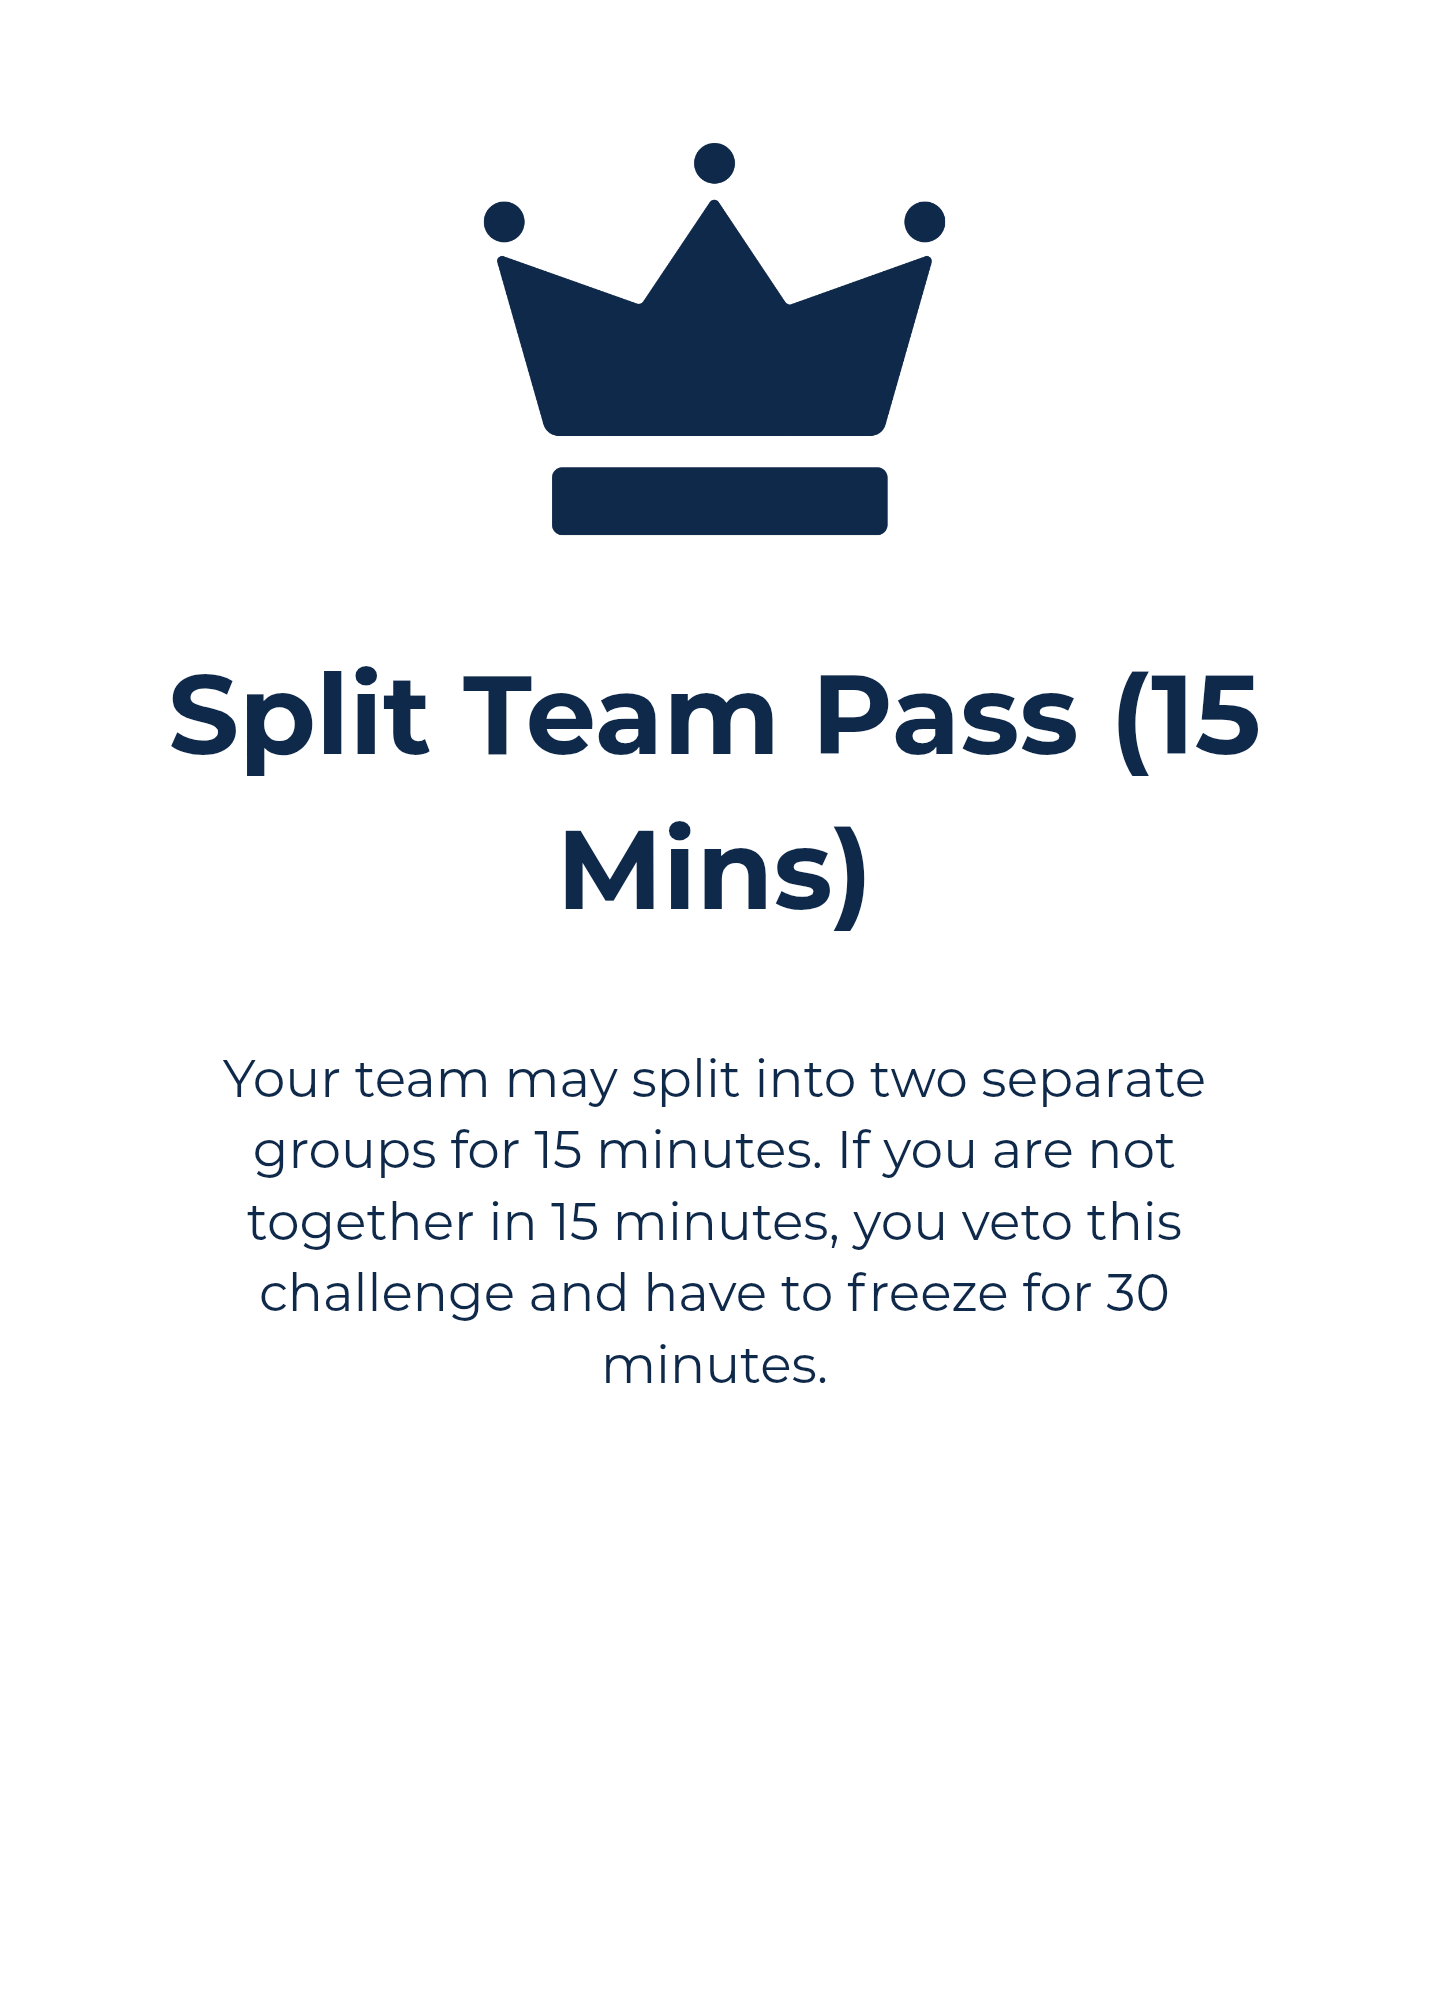 Split Team Pass (15
Mins)
Your team may split into two separate
groups for 15 minutes. If you are not
together in 15 minutes, you veto this
challenge and have to freeze for 30
minutes.